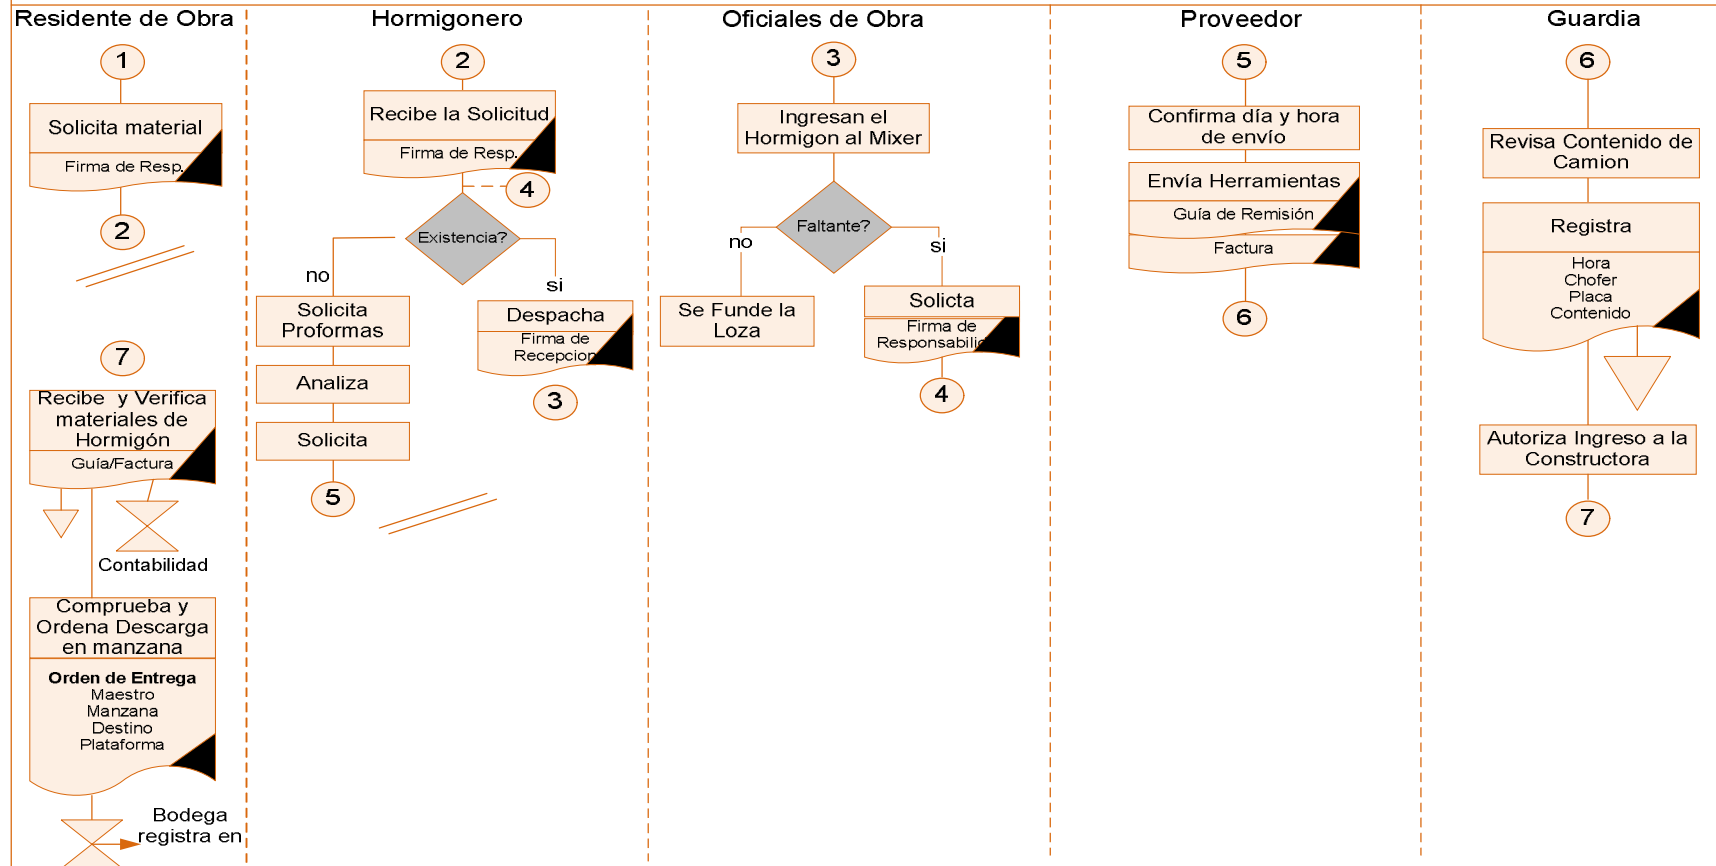 Residente de Obra
1
Solicita material
Firma de Resp.
2
7
Recibe y Verifica
materiales de
Hormigón
Guía/Factura
Contabilidad
Comprueba y
Ordena Descarga
en manzana
Orden de Entrega
Maestro
Manzana
Destino
Plataforma
Bodega
registra en
Hormigonero
2
Recibe la Solicitud
Firma de Resp.
4
Existencia?
no
si
Solicita
Proformas
Analiza
Solicita
5
Despacha
Firma de
Recepcion
3
Oficiales de Obra
3
Ingresan el
Hormigon al Mixer
Faltante?
no
si
Se Funde la
Loza
Solicta
Firma de
Responsabili
4
Proveedor
5
Confirma día y hora
de envío
Envía Herramientas
Guía de Remisión
Factura
6
Guardia
6
Revisa Contenido de
Camion
Registra
Hora
Chofer
Placa
Contenido
Autoriza Ingreso a la
Constructora
7